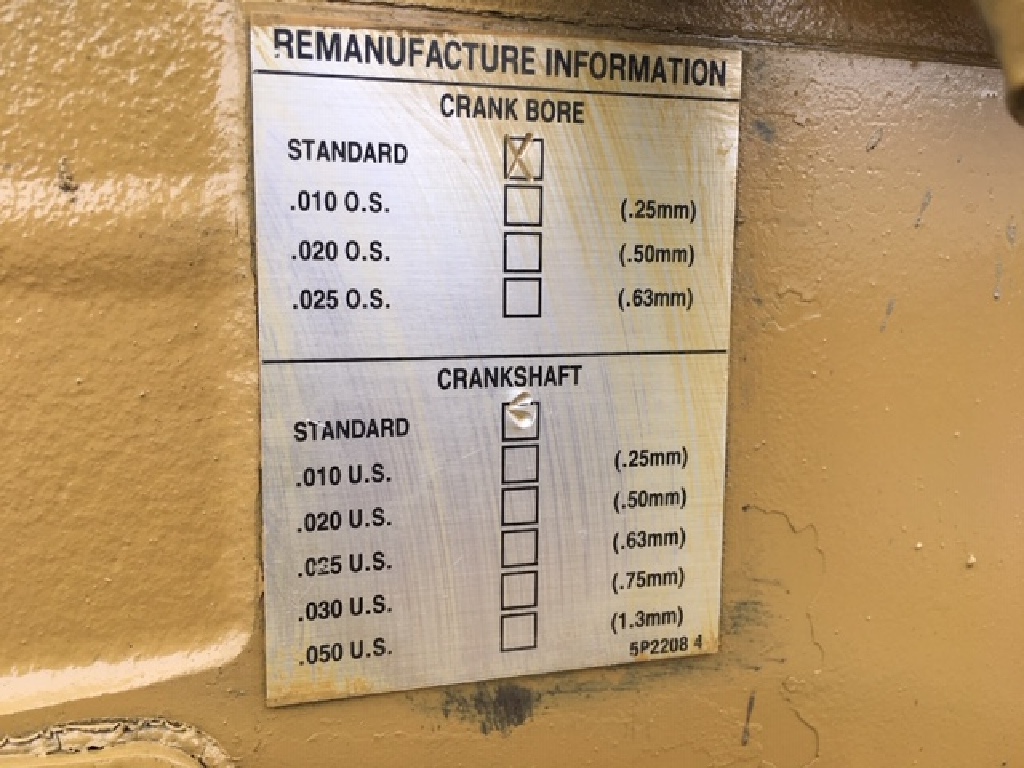 REMANUFACTURE INFORMATION
CRANK BORE
STANDARD X
.010 O.S. (.25mm)
.020 O.S. (.50mm)
.025 O.S. (.63mm)
CRANKSHAFT
STANDARD
.010 U.S. (.25mm)
.020 U.S. (.50mm)
.025 U.S. (.63mm)
.030 U.S. (.75mm)
.050 U.S. (1.3mm)
5P2208 4